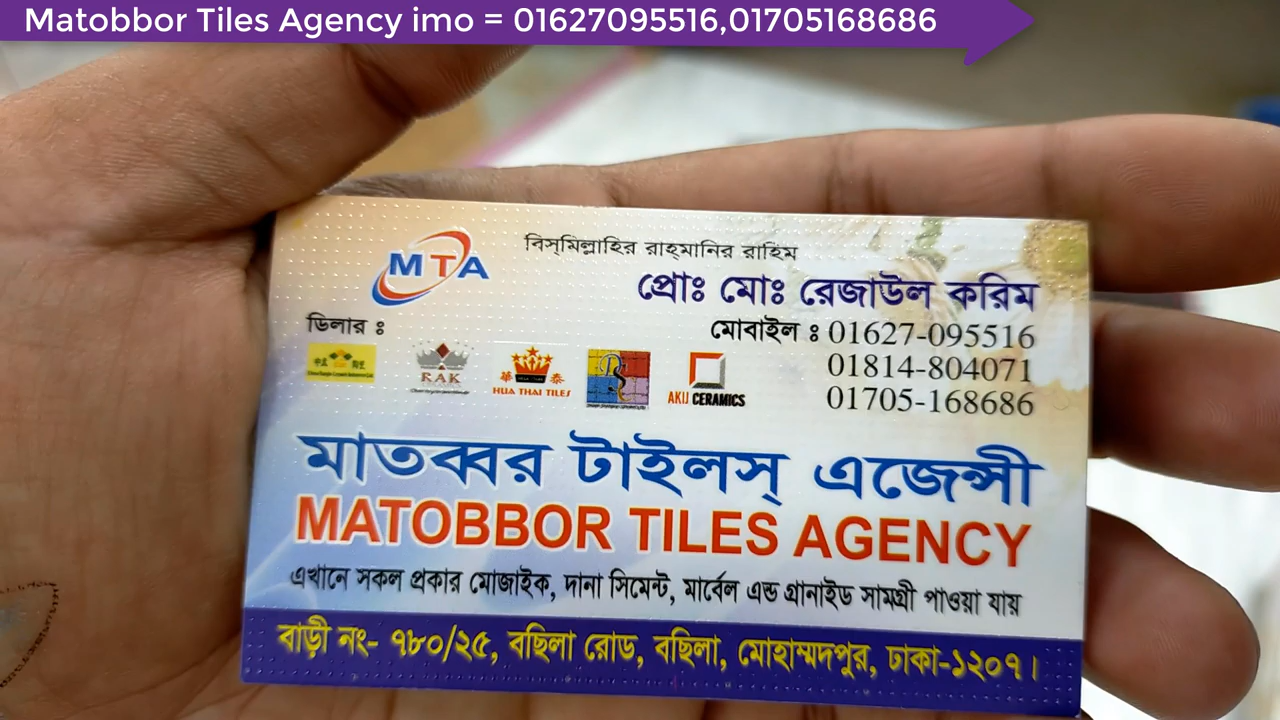 Matobbor Tiles Agency imo = 01627095516,01705168686
বিস্‌মিল্লাহির রাহ্‌মানির রাহিম
MTA
প্রোঃ মোঃ রেজাউল করিম
ডিলার ঃ
মোবাইল ঃ 01627-095516
01814-804071
01705-168686
RAK
HUA THAI TILES
AKIJ CERAMICS
মাতব্বর টাইলস্ এজেন্সী
MATOBBOR TILES AGENCY
এখানে সকল প্রকার মোজাইক, দানা সিমেন্ট, মার্বেল এন্ড গ্রানাইড সামগ্রী পাওয়া যায়
বাড়ী নং- ৭৮০/২৫, বছিলা রোড, বছিলা, মোহাম্মদপুর, ঢাকা-১২০৭।